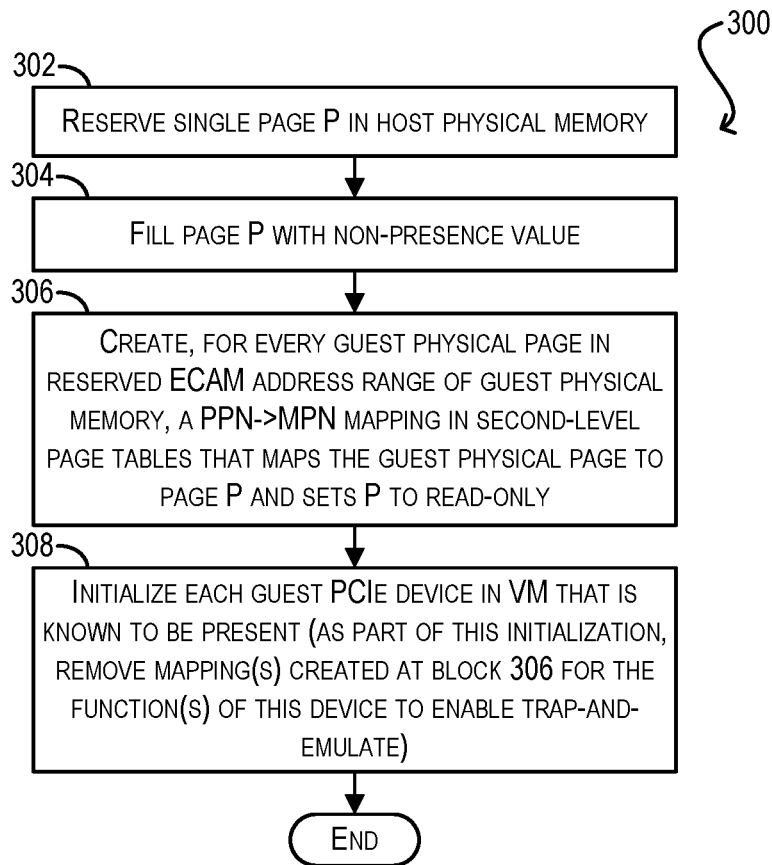 300
302
RESERVE SINGLE PAGE P IN HOST PHYSICAL MEMORY
304
FILL PAGE P WITH NON-PRESENCE VALUE
306
CREATE, FOR EVERY GUEST PHYSICAL PAGE IN
RESERVED ECAM ADDRESS RANGE OF GUEST PHYSICAL
MEMORY, A PPN->MPN MAPPING IN SECOND-LEVEL
PAGE TABLES THAT MAPS THE GUEST PHYSICAL PAGE TO
PAGE P AND SETS P TO READ-ONLY
308
INITIALIZE EACH GUEST PCIE DEVICE IN VM THAT IS
KNOWN TO BE PRESENT (AS PART OF THIS INITIALIZATION,
REMOVE MAPPING(S) CREATED AT BLOCK 306 FOR THE
FUNCTION(S) OF THIS DEVICE TO ENABLE TRAP-AND-
EMULATE)
END